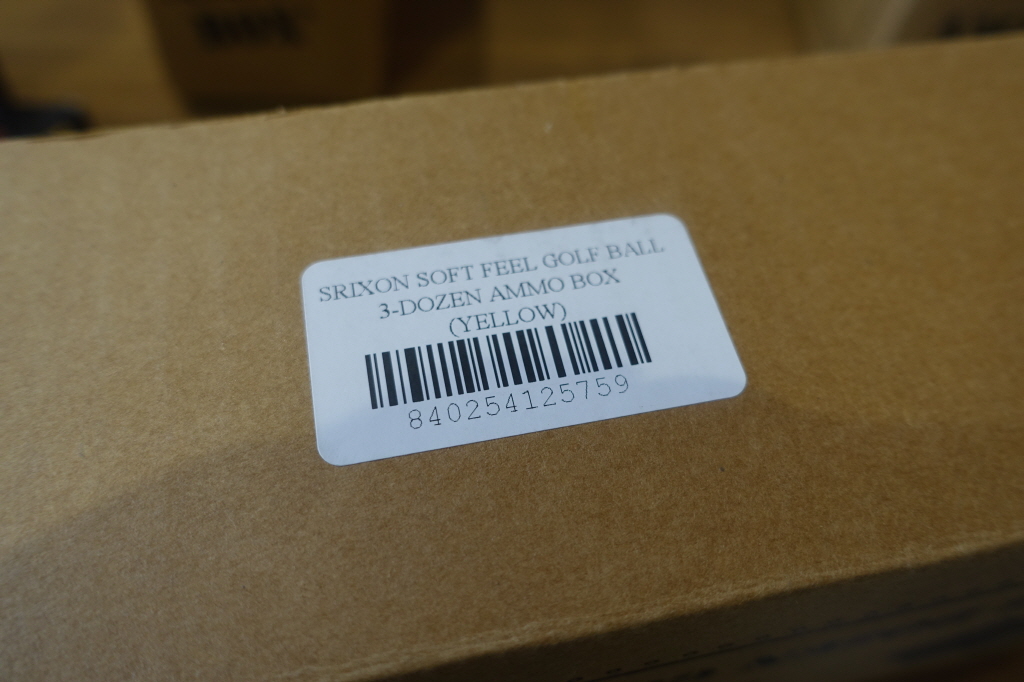 SRIXON SOFT FEEL GOLF BALL
3-DOZEN AMMO BOX
(YELLOW)
840254125759